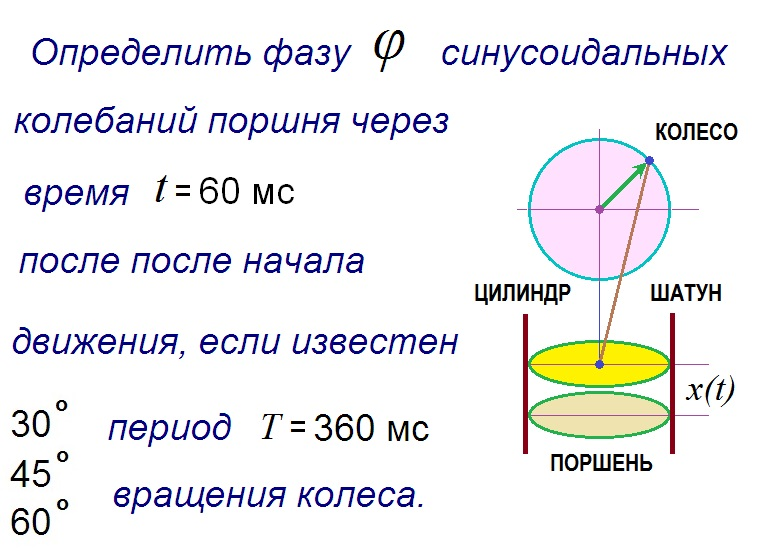 Определить фазу φ синусоидальных
колебаний поршня через
время t = 60 мс
после после начала
движения, если известен
период T = 360 мс
вращения колеса.
30°
45°
60°
КОЛЕСО
ЦИЛИНДР
ШАТУН
x(t)
ПОРШЕНЬ